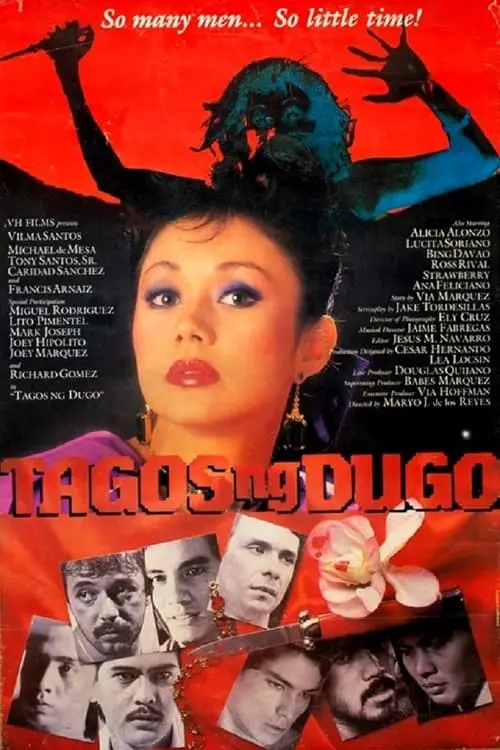 So many men... So little time!
VH FILMS presents
VILMA SANTOS
MICHAEL DE MESA
TONY SANTOS, SR.
CARIDAD SANCHEZ
and
FRANCIS ARNAIZ
Special Participation
MIGUEL RODRIGUEZ
LITO PIMENTEL
MARK JOSEPH
JOEY HIPOLITO
JOEY MARQUEZ
and
RICHARD GOMEZ
in
"TAGOS NG DUGO"
Also Starring
ALICIA ALONZO
LUCITA SORIANO
BING DAVAO
ROSS RIVAL
STRAWBERRY
ANA FELICIANO
Story by VIA MARQUEZ
Screenplay by JAKE TORDESILLAS
Director of Photography ELY CRUZ
Musical Director JAIME FABREGAS
Editor JESUS M. NAVARRO
Production Designed by CESAR HERNANDO
LEA LOCSIN
Line Producer DOUGLAS QUIJANO
Supervising Producer BABES MARQUEZ
Executive Producer VIA HOFFMAN
Directed by MARYO J. DE LOS REYES
TAGOS ng DUGO